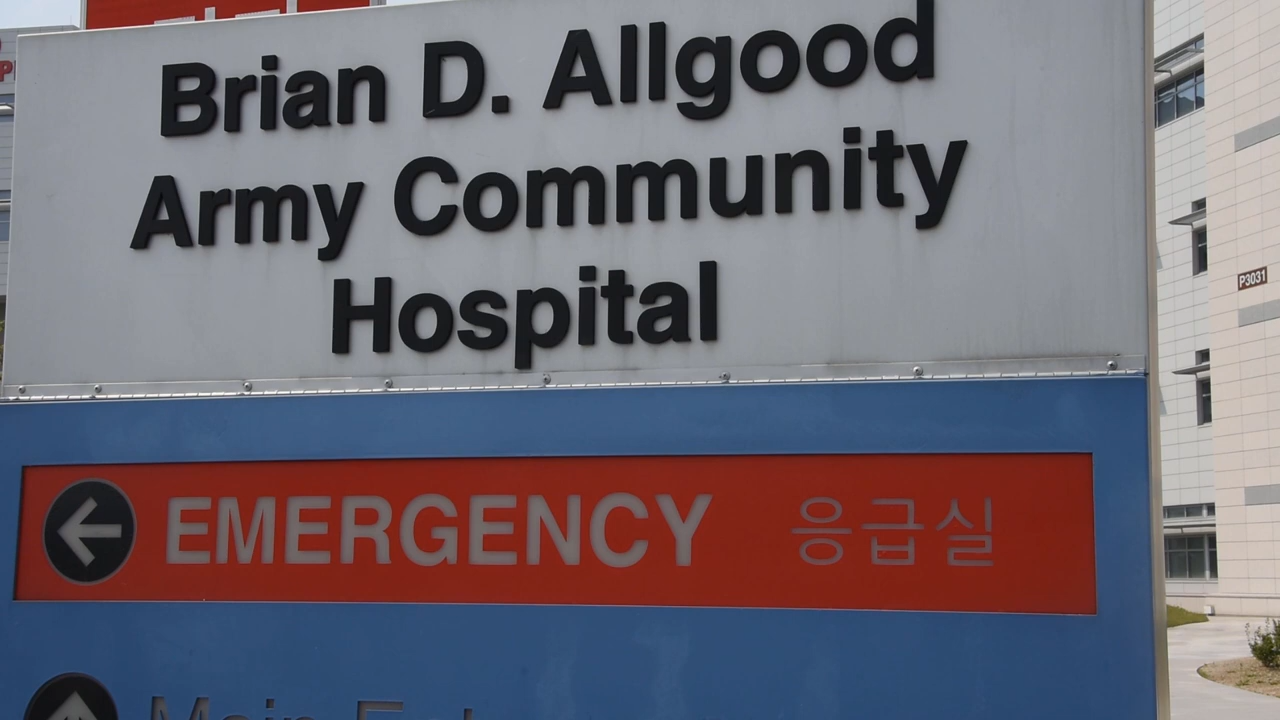 Brian D. Allgood
Army Community
Hospital
EMERGENCY 응급실
P3031